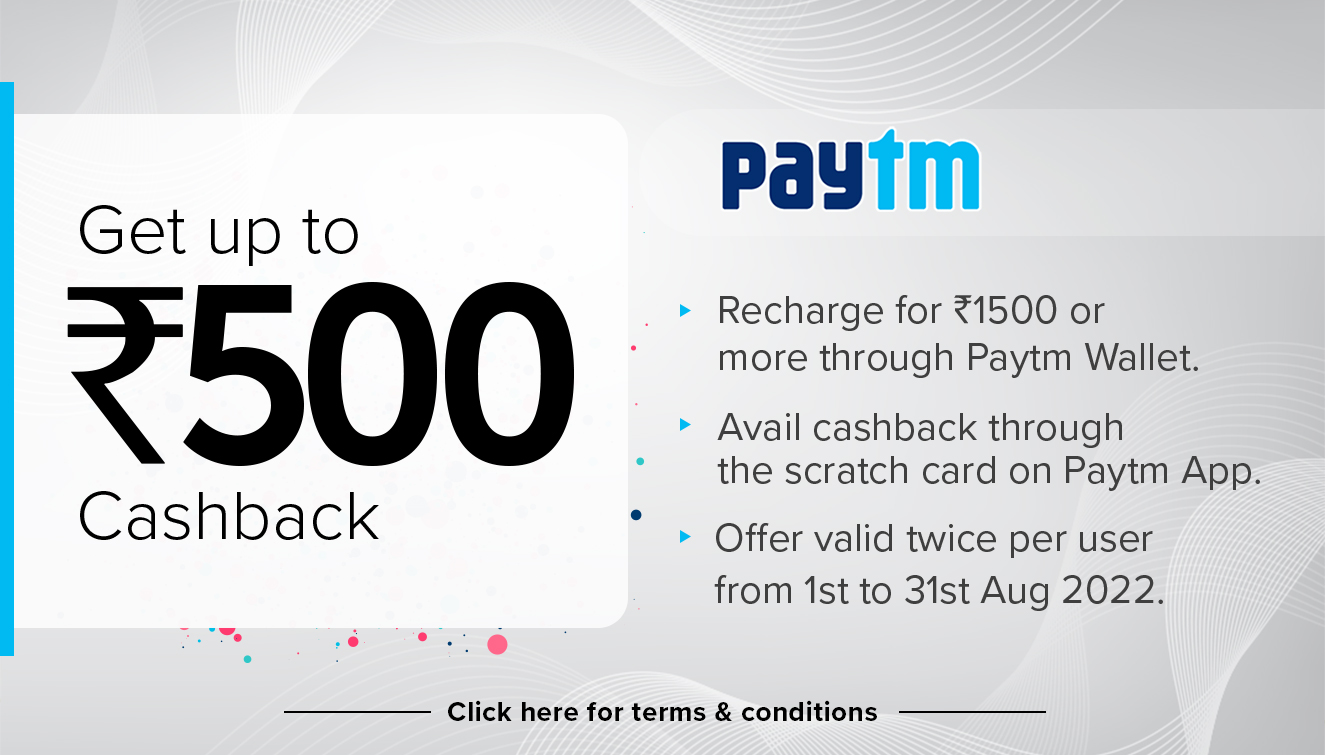 Get up to
₹500
Cashback
paytm
Recharge for ₹1500 or
more through Paytm Wallet.
Avail cashback through
the scratch card on Paytm App.
Offer valid twice per user
from 1st to 31st Aug 2022.
Click here for terms & conditions